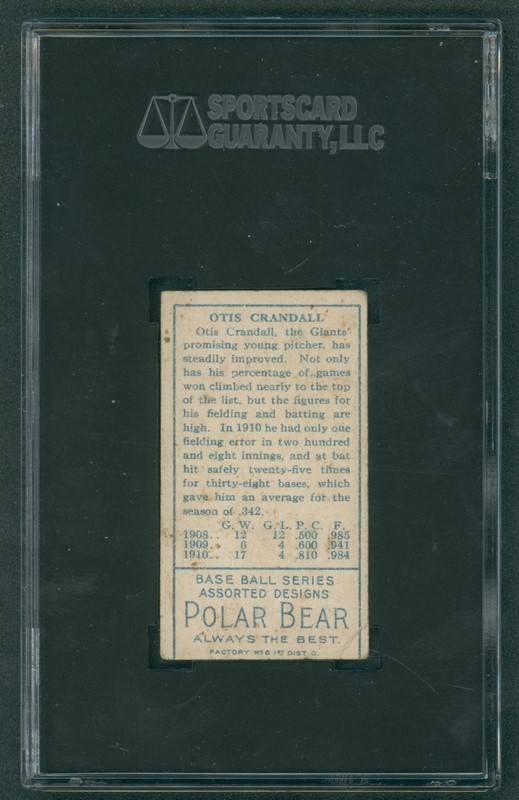 SPORTSCARD
GUARANTY, LLC
OTIS CRANDALL
Otis Crandall, the Giants'
promising young pitcher, has
steadily improved. Not only
has his percentage of games
won climbed nearly to the top
of the list, but the figures for
his fielding and batting are
high. In 1910 he had only one
fielding error in two hundred
and eight innings, and at bat
hit safely twenty-five times
for thirty-eight bases, which
gave him an average for the
season of .342.
G. W. G. L. P. C. F.
1908.. 12 12 .500 .985
1909.. 6 4 .600 .941
1910.. 17 4 .810 .984
BASE BALL SERIES
ASSORTED DESIGNS
POLAR BEAR
ALWAYS THE BEST.
FACTORY Nº 6 1ST DIST. O.